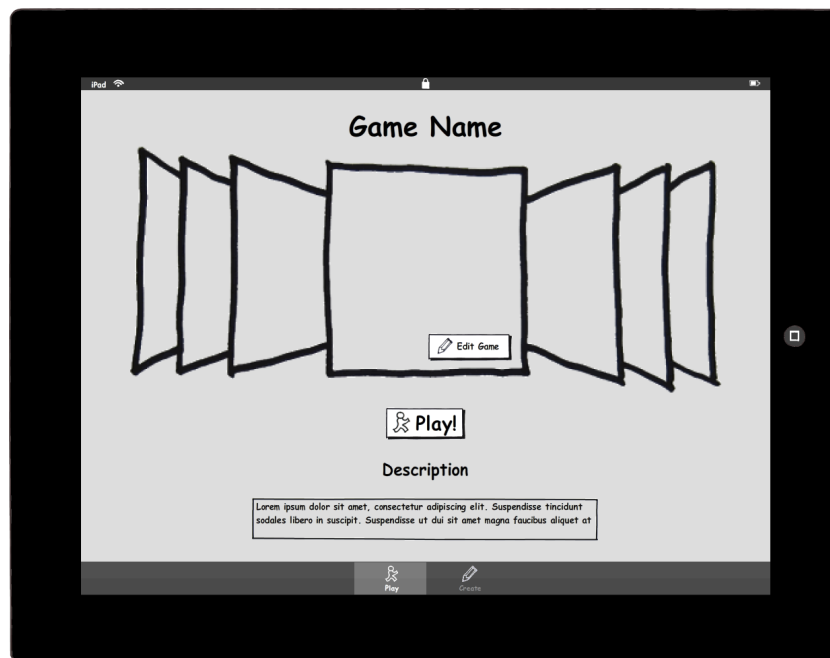 iPad
Game Name
Edit Game
Play!
Description
Lorem ipsum dolor sit amet, consectetur adipiscing elit. Suspendisse tincidunt
sodales libero in suscipit. Suspendisse ut dui sit amet magna faucibus aliquet at
Play
Create